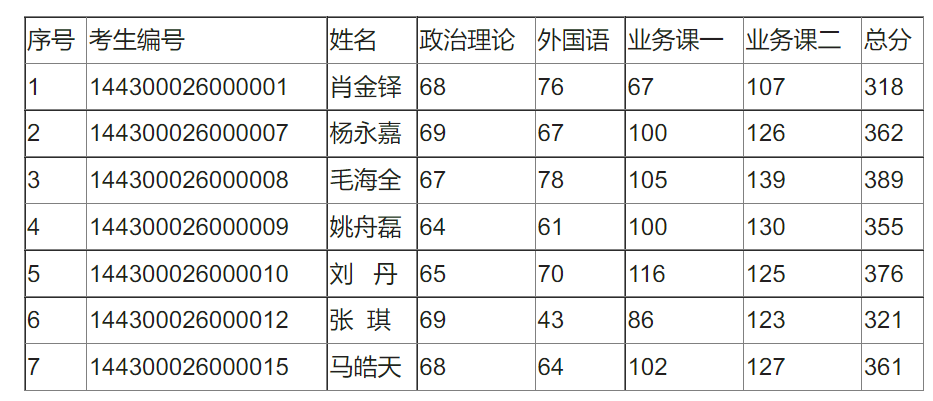 序号 考生编号 姓名 政治理论 外国语 业务课一 业务课二 总分
1 144300026000001 肖金铎 68 76 67 107 318
2 144300026000007 杨永嘉 69 67 100 126 362
3 144300026000008 毛海全 67 78 105 139 389
4 144300026000009 姚舟磊 64 61 100 130 355
5 144300026000010 刘 丹 65 70 116 125 376
6 144300026000012 张 琪 69 43 86 123 321
7 144300026000015 马皓天 68 64 102 127 361